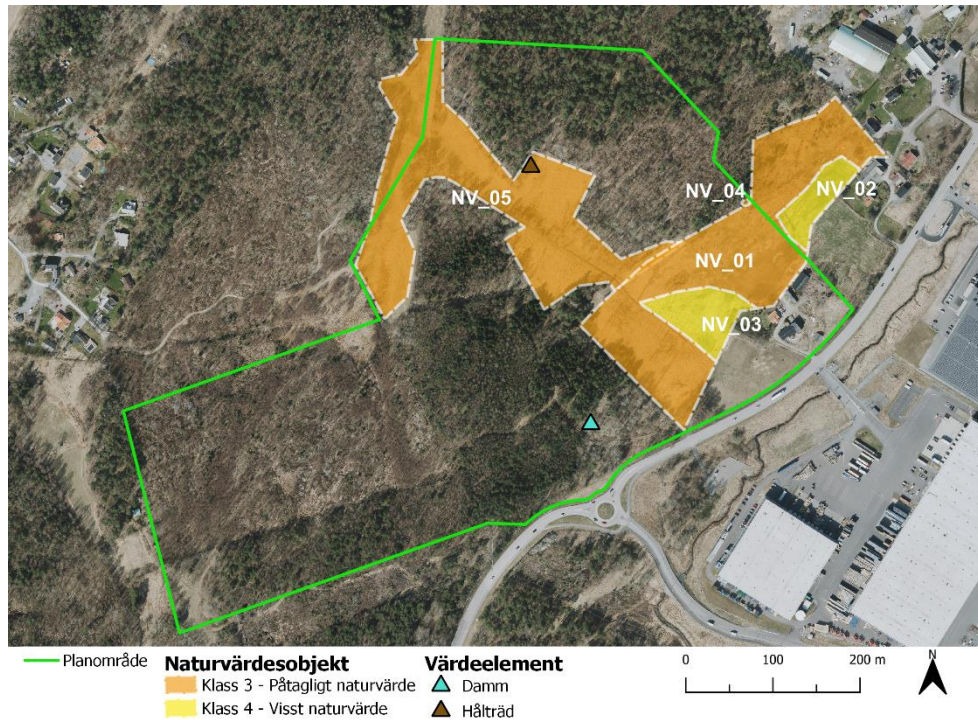 NV_05
NV_04
NV_02
NV_01
NV_03
Planområde
Naturvärdesobjekt
Klass 3 - Påtagligt naturvärde
Klass 4 - Visst naturvärde
Värdeelement
Damm
Hålträd
0 100 200 m
N